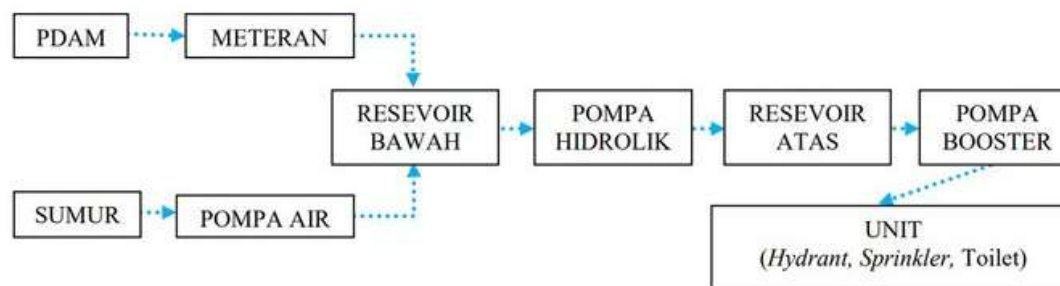 PDAM
METERAN
RESEVOIR
BAWAH
POMPA
HIDROLIK
RESEVOIR
ATAS
POMPA
BOOSTER
SUMUR
POMPA AIR
UNIT
(Hydrant, Sprinkler, Toilet)